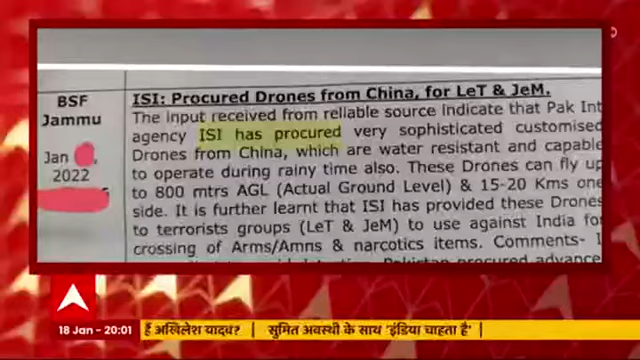 BSF
Jammu
Jan
2022
ISI: Procured Drones from China, for LeT & JeM.
The input received from reliable source indicate that Pak Int
agency ISI has procured very sophisticated customised
Drones from China, which are water resistant and capable
to operate during rainy time also. These Drones can fly up
to 800 mtrs AGL (Actual Ground Level) & 15-20 Kms one
side. It is further learnt that ISI has provided these Drones
to terrorists groups (LeT & JeM) to use against India for
crossing of Arms/Amns & narcotics items. Comments-
Pakistan procured advance
18 Jan - 20:01 हैं अखिलेश यादव? | सुमित अवस्थी के साथ 'इंडिया चाहता है' |